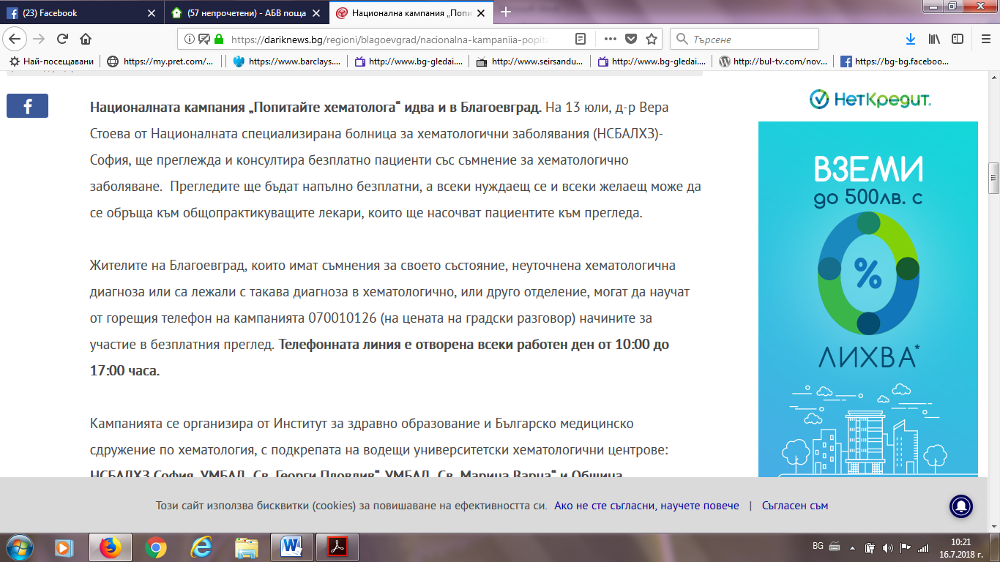 (23) Facebook
(57 непрочетени) - АБВ поща
Национална кампания „Попи
https://dariknews.bg/regioni/blagoevgrad/nacionalna-kampaniia-popita
Търсене
Най-посещавани
https://my.pret.com/...
https://www.barclays....
http://www.bg-gledai....
http://www.seirsandu...
http://www.bg-gledai....
http://bul-tv.com/nov...
https://bg-bg.faceboo...
Националната кампания „Попитайте хематолога“ идва и в Благоевград. На 13 юли, д-р Вера
Стоева от Националната специализирана болница за хематологични заболявания (НСБАЛХЗ)-
София, ще преглежда и консултира безплатно пациенти със съмнение за хематологично
заболяване. Прегледите ще бъдат напълно безплатни, а всеки нуждаещ се и всеки желаещ може да
се обръща към общопрактикуващите лекари, които ще насочват пациентите към прегледа.
Жителите на Благоевград, които имат съмнения за своето състояние, неуточнена хематологична
диагноза или са лежали с такава диагноза в хематологично, или друго отделение, могат да научат
от горещия телефон на кампанията 070010126 (на цената на градски разговор) начините за
участие в безплатния преглед. Телефонната линия е отворена всеки работен ден от 10:00 до
17:00 часа.
Кампанията се организира от Институт за здравно образование и Българско медицинско
сдружение по хематология, с подкрепата на водещи университетски хематологични центрове:
НСБАЛХЗ София, УМБАЛ „Св. Георги Пловдив“, УМБАЛ „Св. Марина Варна“ и Община
НетКредит.
ВЗЕМИ
до 500лв. с
%
ЛИХВА*
Този сайт използва бисквитки (cookies) за повишаване на ефективността си. Ако не сте съгласни, научете повече | Съгласен съм
BG
10:21
16.7.2018 г.